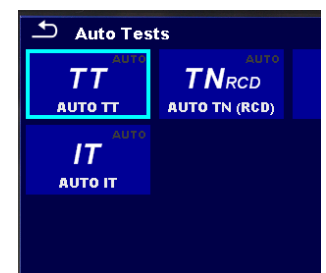 Auto Tests
AUTO
TT
AUTO TT
AUTO
TNRCD
AUTO TN (RCD)
AUTO
IT
AUTO IT